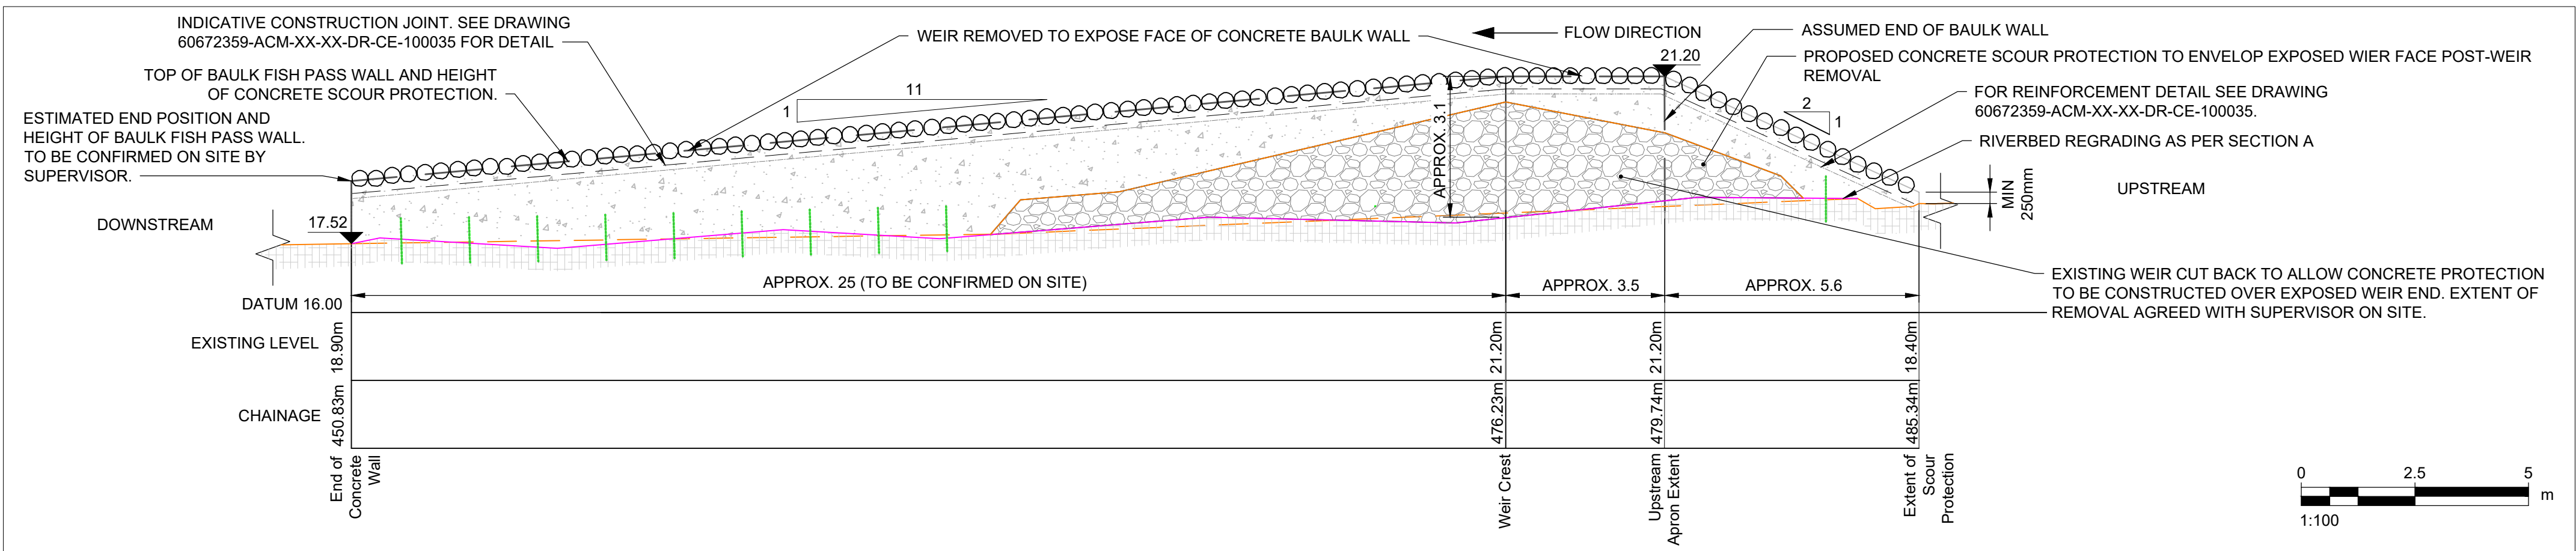 INDICATIVE CONSTRUCTION JOINT. SEE DRAWING
60672359-ACM-XX-XX-DR-CE-100035 FOR DETAIL
TOP OF BAULK FISH PASS WALL AND HEIGHT
OF CONCRETE SCOUR PROTECTION.
ESTIMATED END POSITION AND
HEIGHT OF BAULK FISH PASS WALL.
TO BE CONFIRMED ON SITE BY
SUPERVISOR.
WEIR REMOVED TO EXPOSE FACE OF CONCRETE BAULK WALL
FLOW DIRECTION
21.20
ASSUMED END OF BAULK WALL
PROPOSED CONCRETE SCOUR PROTECTION TO ENVELOP EXPOSED WIER FACE POST-WEIR
REMOVAL
FOR REINFORCEMENT DETAIL SEE DRAWING
60672359-ACM-XX-XX-DR-CE-100035.
RIVERBED REGRADING AS PER SECTION A
11
1
2
1
APPROX. 3.1
MIN
250mm
UPSTREAM
DOWNSTREAM
17.52
APPROX. 25 (TO BE CONFIRMED ON SITE)
APPROX. 3.5
APPROX. 5.6
EXISTING WEIR CUT BACK TO ALLOW CONCRETE PROTECTION
TO BE CONSTRUCTED OVER EXPOSED WEIR END. EXTENT OF
REMOVAL AGREED WITH SUPERVISOR ON SITE.
DATUM 16.00
EXISTING LEVEL
18.90m
21.20m
21.20m
18.40m
CHAINAGE
450.83m
476.23m
479.74m
485.34m
End of
Concrete
Wall
Weir Crest
Upstream
Apron Extent
Extent of
Scour
Protection
0
2.5
5
m
1:100